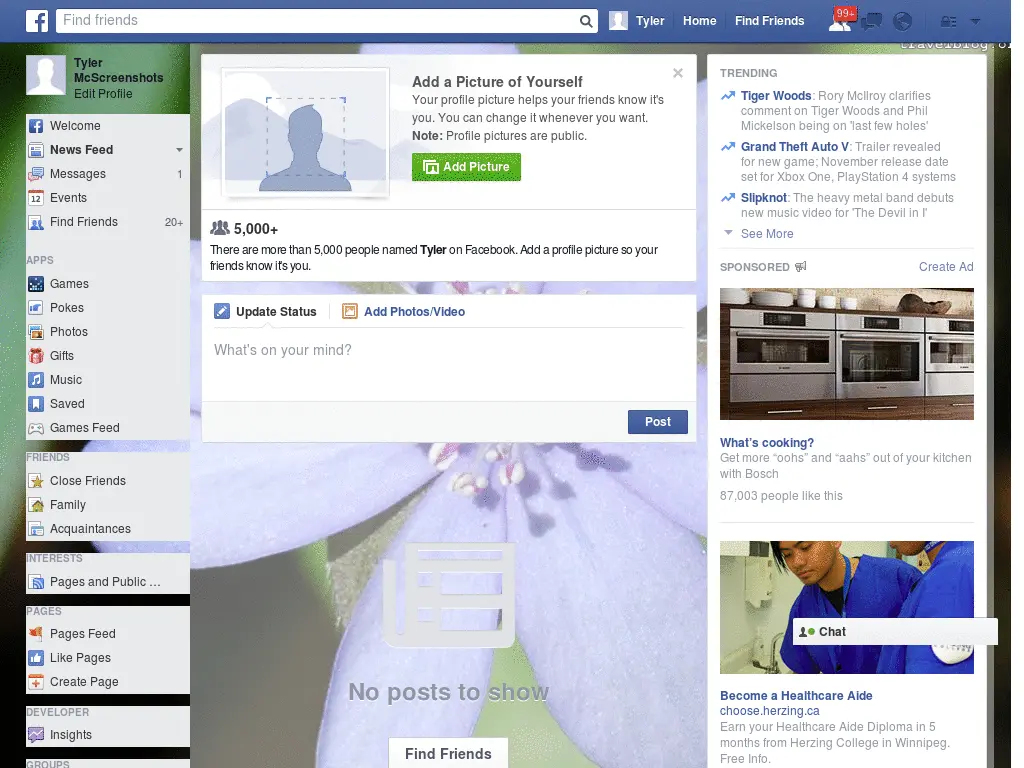 Find friends
Tyler
Home
Find Friends
99+
travelblog.or
Tyler
McScreenshots
Edit Profile
Welcome
News Feed
Messages 1
12 Events
Find Friends 20+
APPS
Games
Pokes
Photos
Gifts
Music
Saved
Games Feed
FRIENDS
Close Friends
Family
Acquaintances
INTERESTS
Pages and Public ...
PAGES
Pages Feed
Like Pages
Create Page
DEVELOPER
Insights
GROUPS
Add a Picture of Yourself
Your profile picture helps your friends know it's
you. You can change it whenever you want.
Note: Profile pictures are public.
Add Picture
5,000+
There are more than 5,000 people named Tyler on Facebook. Add a profile picture so your
friends know it's you.
Update Status
Add Photos/Video
What's on your mind?
Post
No posts to show
Find Friends
TRENDING
Tiger Woods: Rory McIlroy clarifies
comment on Tiger Woods and Phil
Mickelson being on 'last few holes'
Grand Theft Auto V: Trailer revealed
for new game; November release date
set for Xbox One, PlayStation 4 systems
Slipknot: The heavy metal band debuts
new music video for 'The Devil in I'
See More
SPONSORED
Create Ad
What's cooking?
Get more “oohs” and “aahs” out of your kitchen
with Bosch
87,003 people like this
Chat
Become a Healthcare Aide
choose.herzing.ca
Earn your Healthcare Aide Diploma in 5
months from Herzing College in Winnipeg.
Free Info.